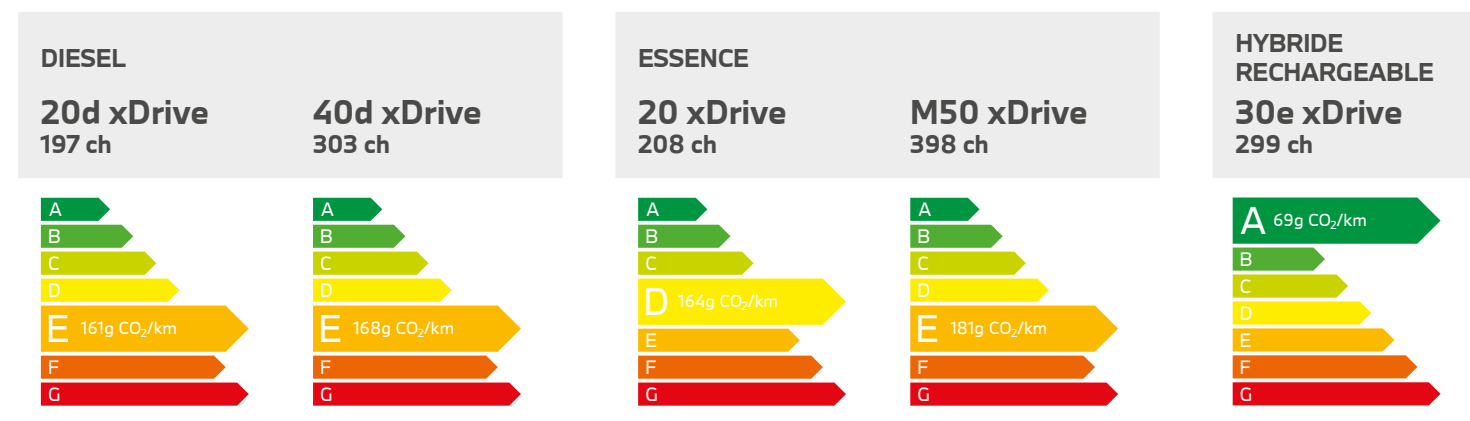 DIESEL
20d xDrive
197 ch
40d xDrive
303 ch
ESSENCE
20 xDrive
208 ch
M50 xDrive
398 ch
HYBRIDE
RECHARGEABLE
30e xDrive
299 ch
A
B
C
D
E 161g CO₂/km
F
G
A
B
C
D
E 168g CO₂/km
F
G
A
B
C
D 164g CO₂/km
E
F
G
A
B
C
D
E 181g CO₂/km
F
G
A 69g CO₂/km
B
C
D
E
F
G